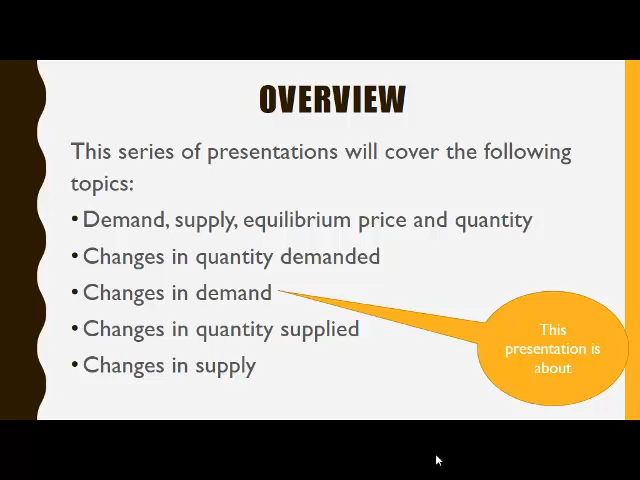 OVERVIEW
This series of presentations will cover the following
topics:
• Demand, supply, equilibrium price and quantity
• Changes in quantity demanded
• Changes in demand
• Changes in quantity supplied
• Changes in supply
This
presentation is
about